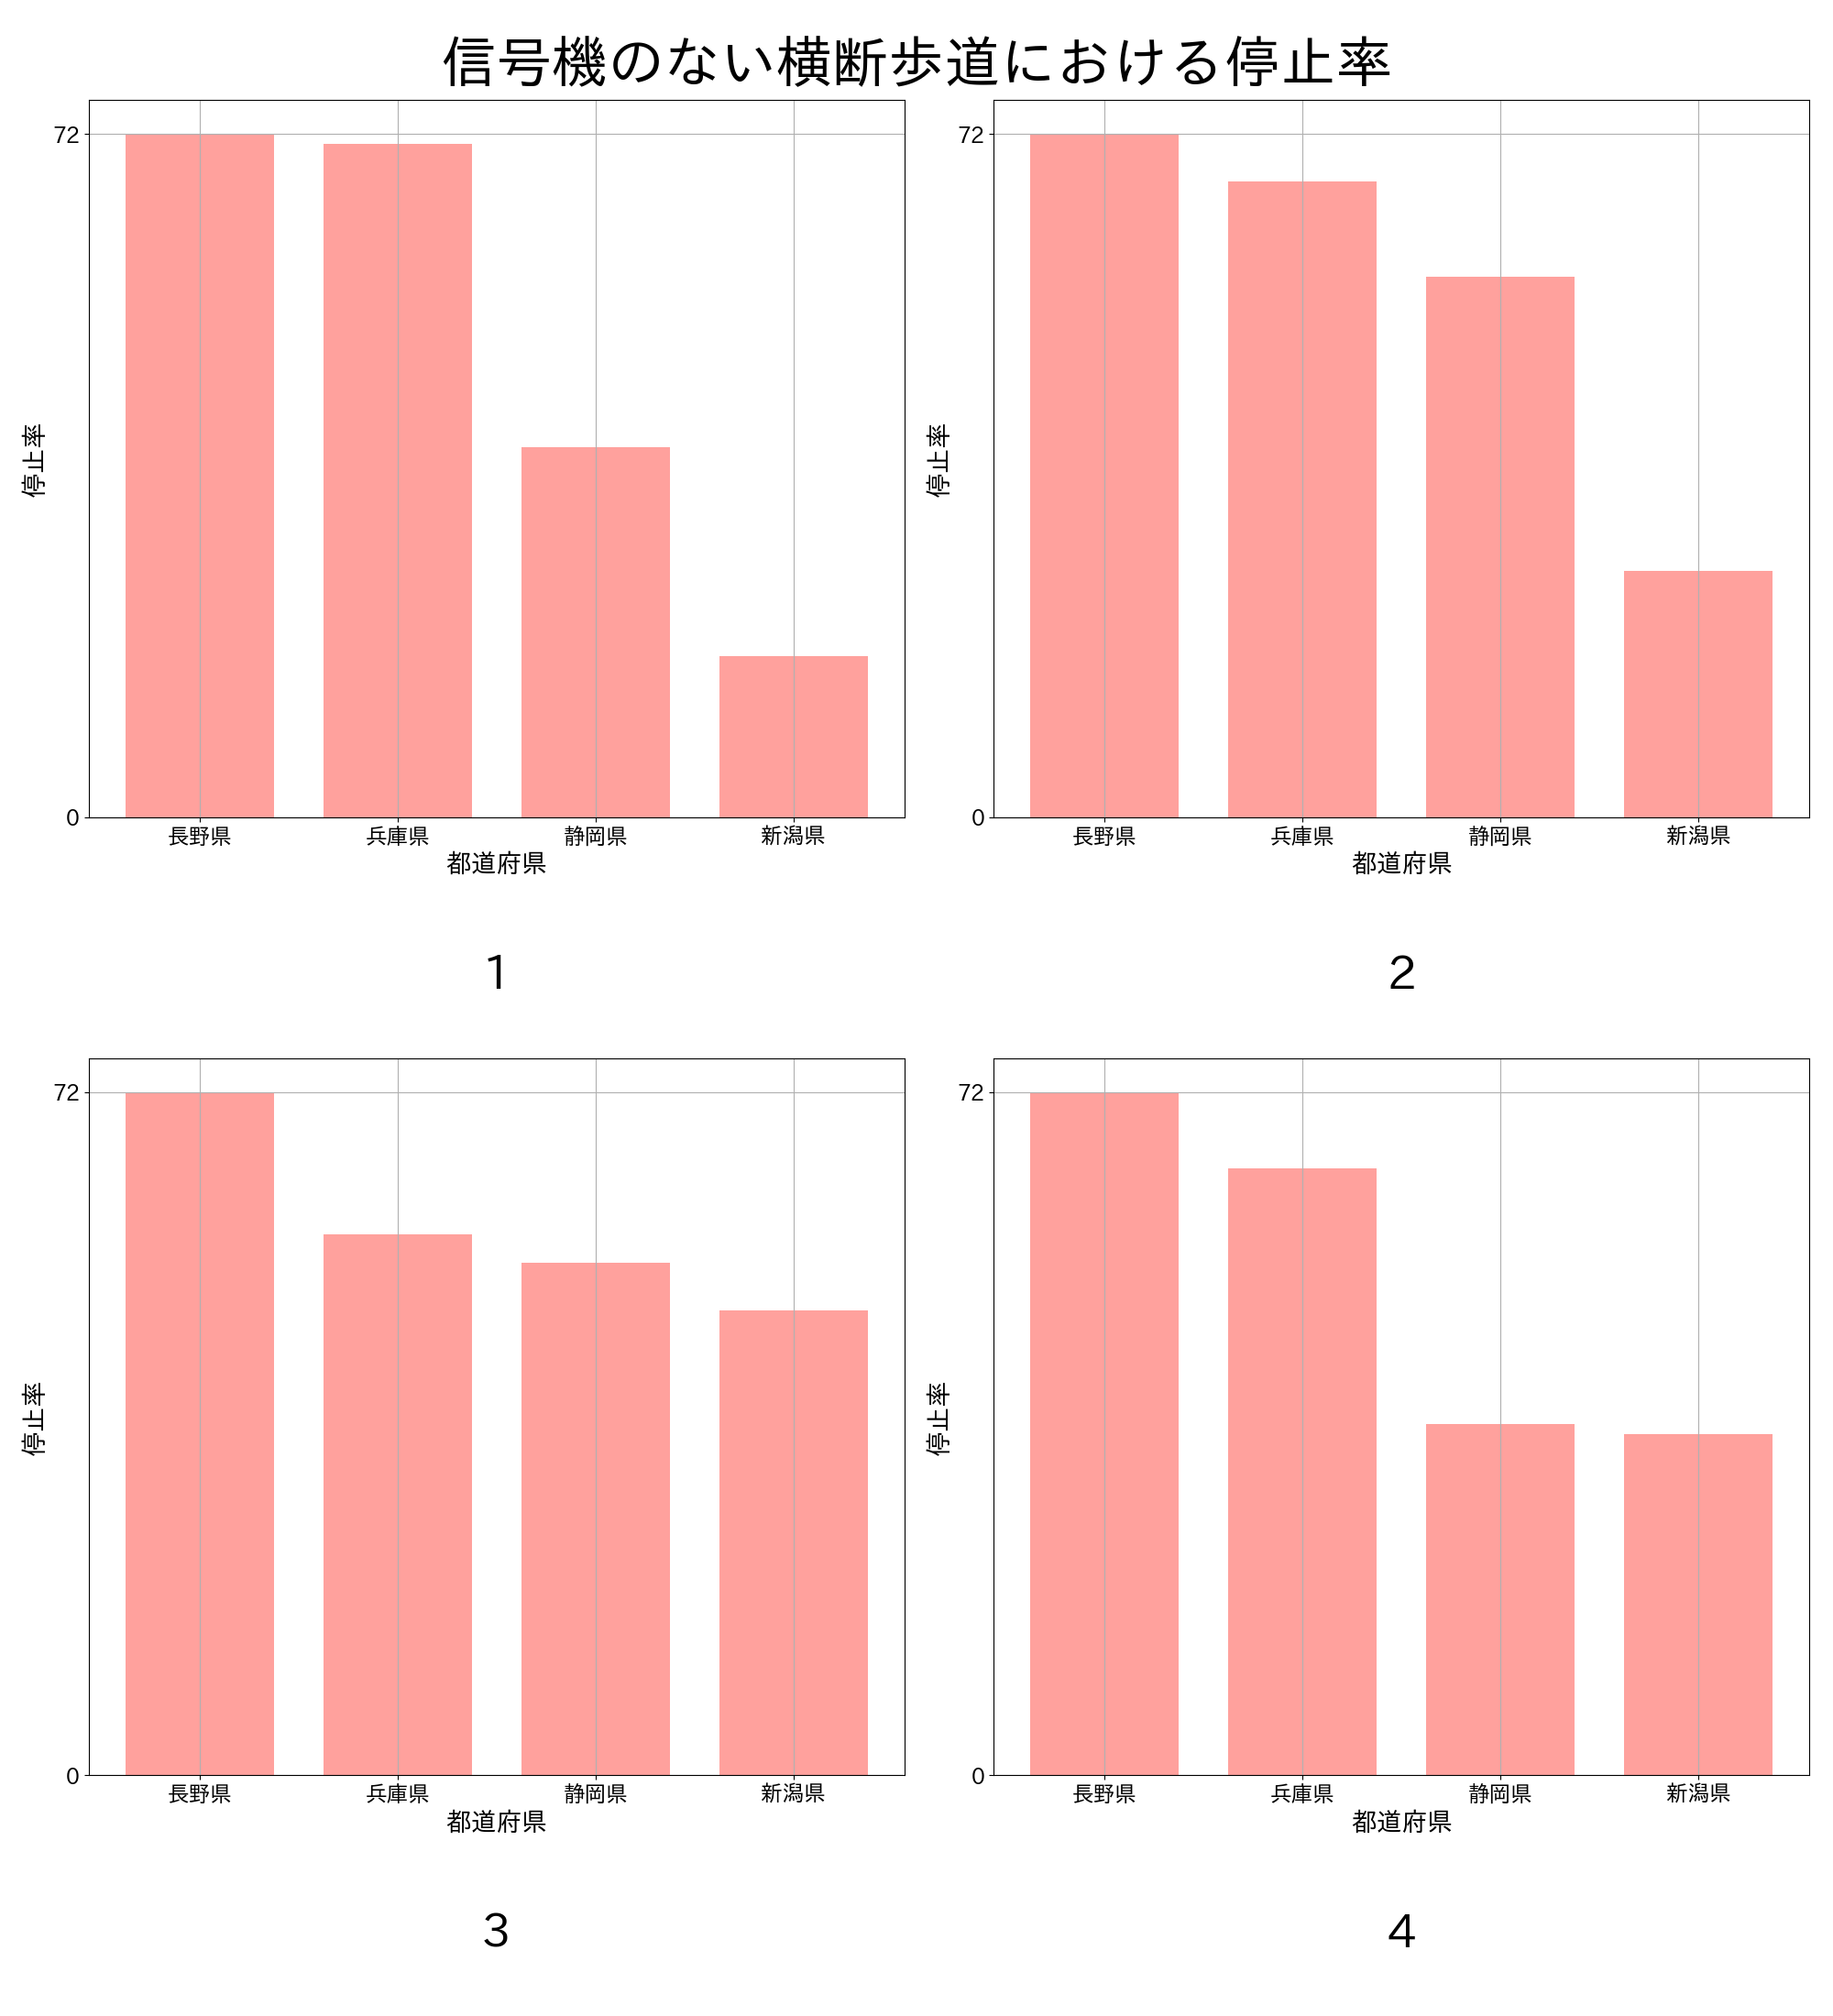 信号機のない横断歩道における停止率
72
0
停止率
長野県 兵庫県 静岡県 新潟県
都道府県
1
72
0
停止率
長野県 兵庫県 静岡県 新潟県
都道府県
2
72
0
停止率
長野県 兵庫県 静岡県 新潟県
都道府県
3
72
0
停止率
長野県 兵庫県 静岡県 新潟県
都道府県
4